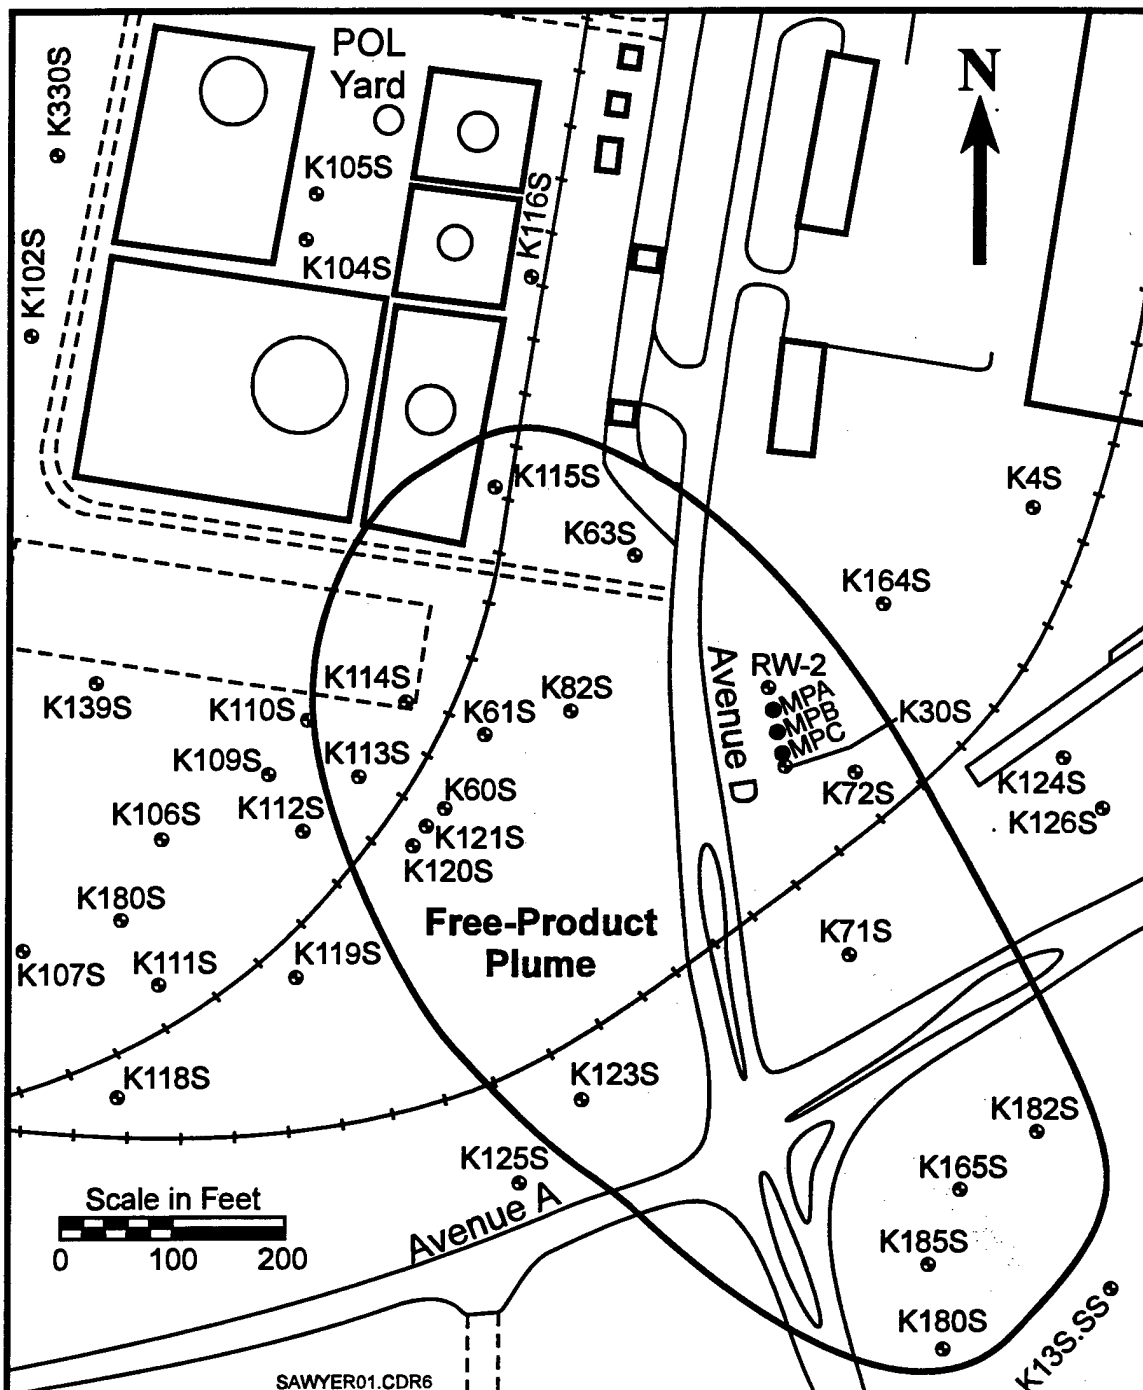 POL
Yard
N
K330S
K105S
K116S
K104S
K102S
K115S
K4S
K63S
K164S
RW-2
Avenue D
K114S
K82S
MPA
K139S
K110S
K61S
MPB
K30S
MPC
K109S
K113S
K124S
K72S
K106S
K112S
K60S
K126S
K121S
K120S
K180S
Free-Product
Plume
K71S
K107S
K111S
K119S
K118S
K123S
K182S
K125S
K165S
Scale in Feet
0 100 200
Avenue A
K185S
K180S
K13S.SS
SAWYER01.CDR6